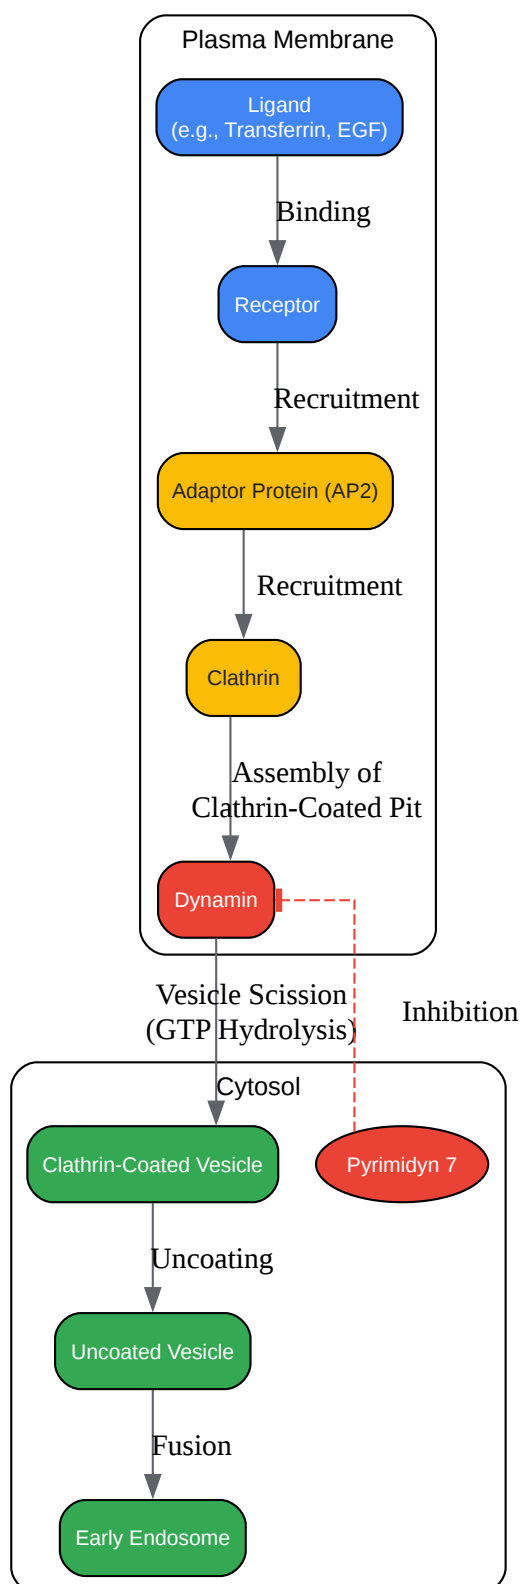 Plasma Membrane
Ligand
(e.g., Transferrin, EGF)
Binding
Receptor
Recruitment
Adaptor Protein (AP2)
Recruitment
Clathrin
Assembly of
Clathrin-Coated Pit
Dynamin
Vesicle Scission
(GTP Hydrolysis)
Inhibition
Cytosol
Clathrin-Coated Vesicle
Pyrimidyn 7
Uncoating
Uncoated Vesicle
Fusion
Early Endosome